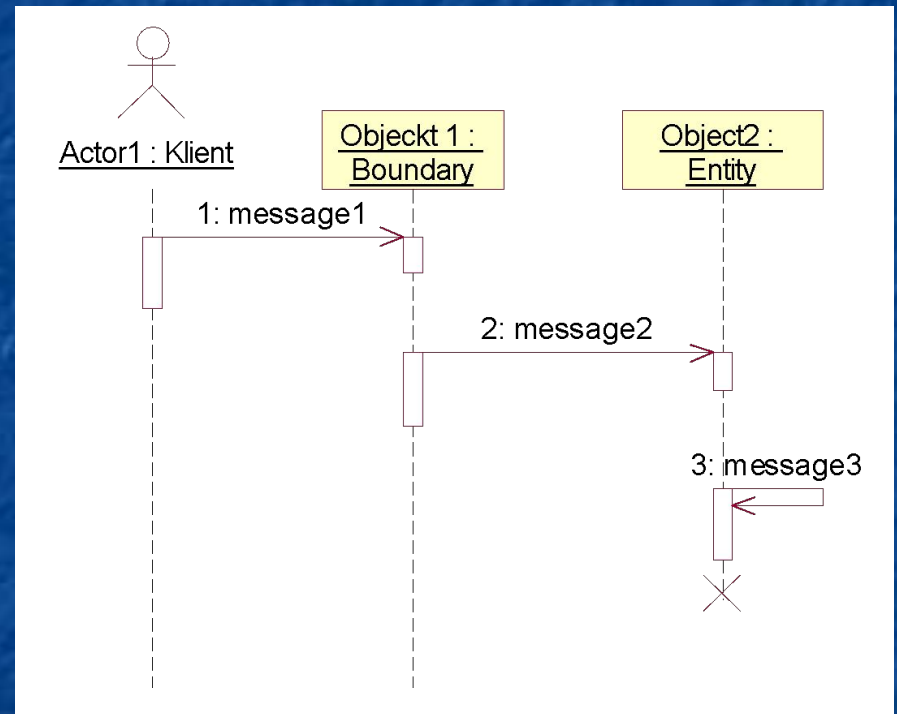 Actor1 : Klient
Objeckt 1 :
Boundary
Object2 :
Entity
1: message1
2: message2
3: message3